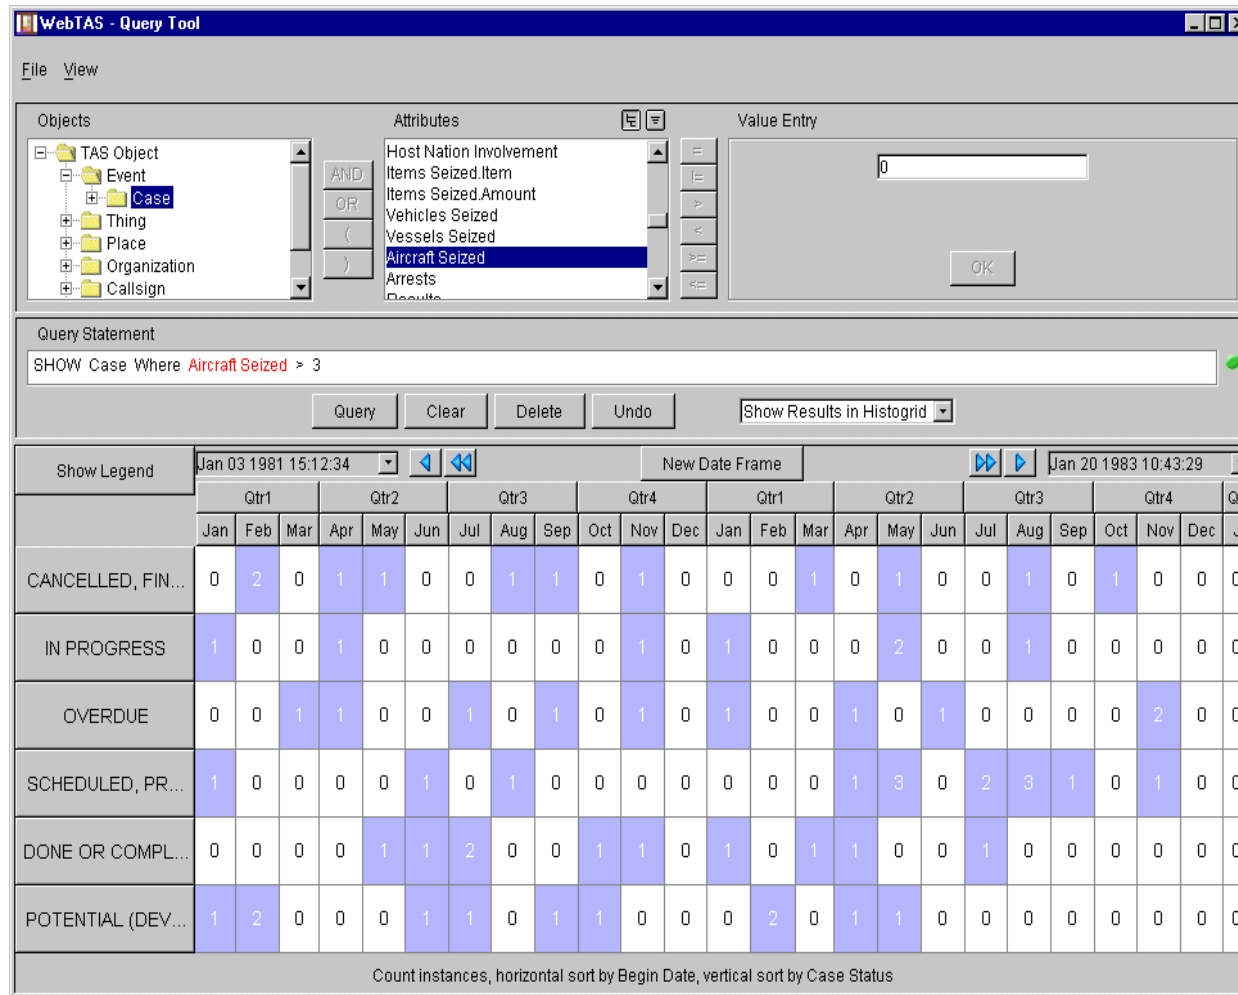 WebTAS - Query Tool
File View
Objects Attributes Value Entry
TAS Object
Event
Case
Thing
Place
Organization
Callsign
AND
OR
(
)
Host Nation Involvement
Items Seized.Item
Items Seized.Amount
Vehicles Seized
Vessels Seized
Aircraft Seized
Arrests
Results
=
!=
>
<
>=
<=
0
OK
Query Statement
SHOW Case Where Aircraft Seized > 3
Query Clear Delete Undo Show Results in Histogrid
Show Legend Jan 03 1981 15:12:34 New Date Frame Jan 20 1983 10:43:29
Qtr1 Qtr2 Qtr3 Qtr4 Qtr1 Qtr2 Qtr3 Qtr4
Jan Feb Mar Apr May Jun Jul Aug Sep Oct Nov Dec Jan Feb Mar Apr May Jun Jul Aug Sep Oct Nov Dec
CANCELLED, FIN... 0 2 0 1 1 0 0 1 1 0 1 0 0 0 1 0 1 0 0 1 0 1 0 0 0
IN PROGRESS 1 0 0 1 0 0 0 0 0 0 1 0 1 0 0 0 2 0 0 1 0 0 0 0 0
OVERDUE 0 0 1 1 0 0 1 0 1 0 1 0 1 0 0 1 0 1 0 0 0 0 2 0 0
SCHEDULED, PR... 1 0 0 0 0 1 0 1 0 0 0 0 0 0 0 1 3 0 2 3 1 0 1 0 0
DONE OR COMPL... 0 0 0 0 1 1 2 0 0 1 1 0 1 0 1 1 0 0 1 0 0 0 0 0 0
POTENTIAL (DEV... 1 2 0 0 0 1 1 0 1 1 0 0 0 2 0 1 1 0 0 0 0 0 0 0 0
Count instances, horizontal sort by Begin Date, vertical sort by Case Status